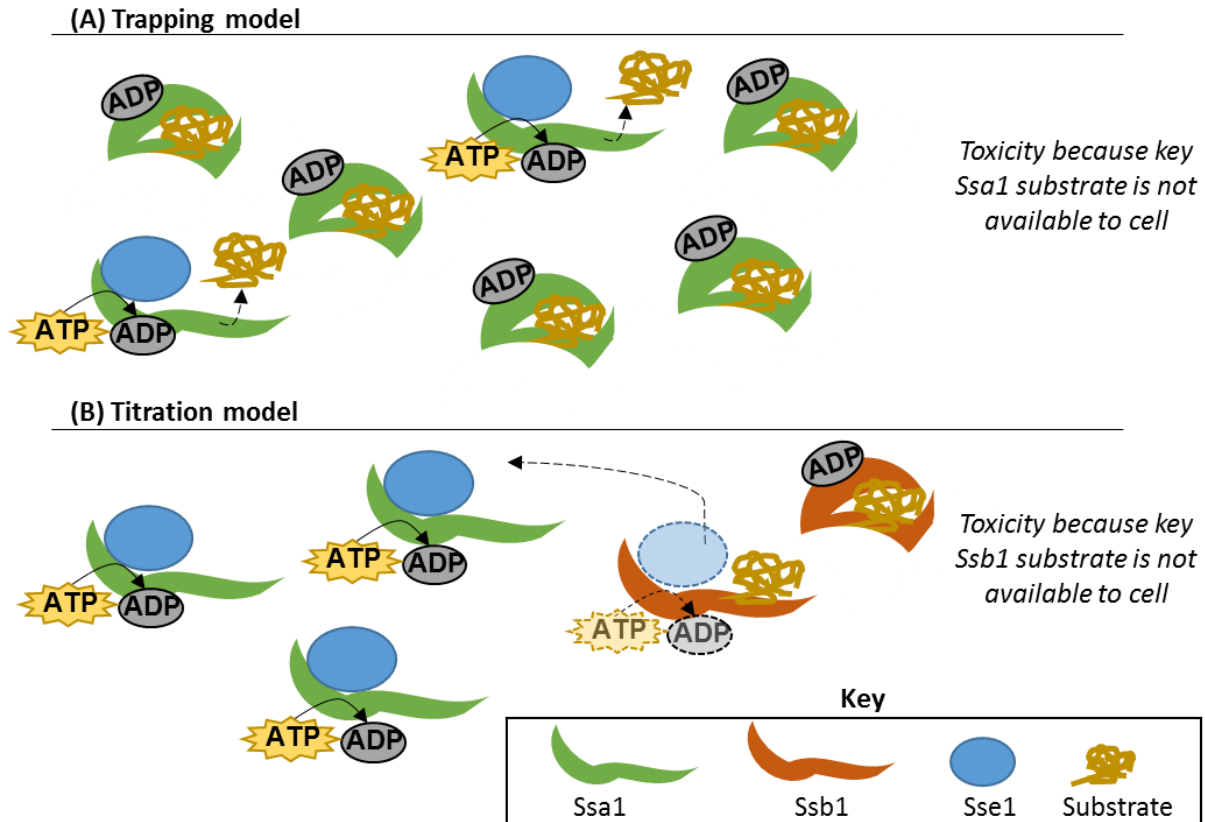 (A) Trapping model
ADP
ADP
ATP
ADP
ADP
Toxicity because key
Ssa1 substrate is not
available to cell
ADP
ATP
ADP
ADP
ADP
(B) Titration model
ADP
ATP
ADP
ATP
ADP
ATP
ADP
Toxicity because key
Ssb1 substrate is not
available to cell
ATP
ADP
Key
Ssa1
Ssb1
Sse1
Substrate